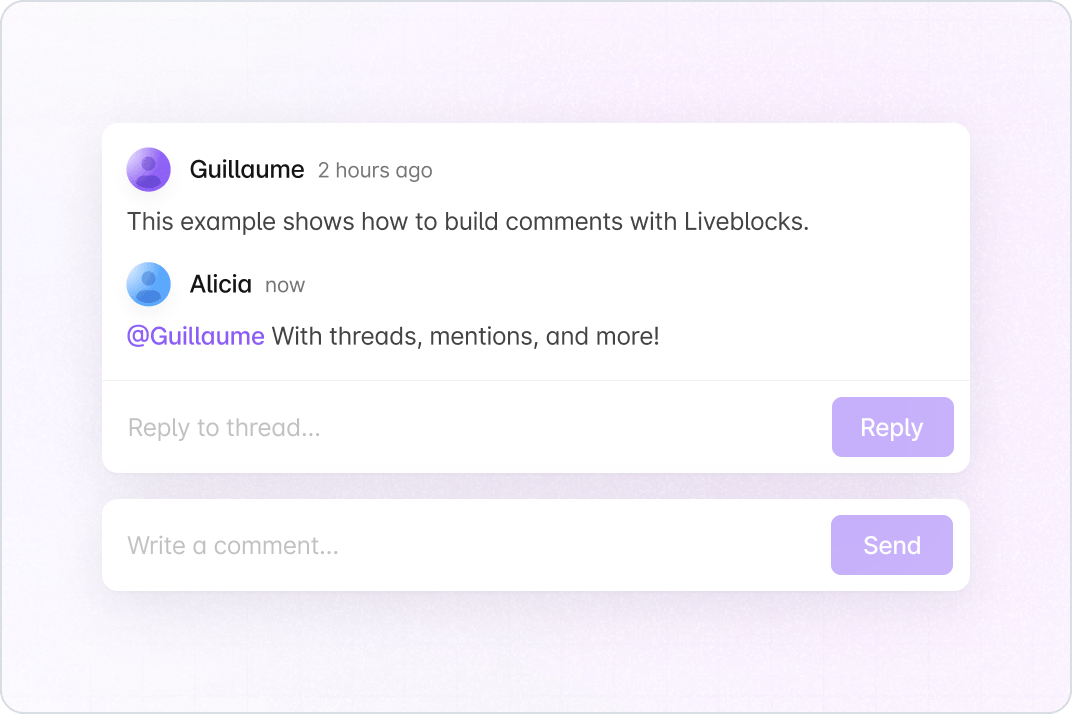 Guillaume 2 hours ago
This example shows how to build comments with Liveblocks.
Alicia now
@Guillaume With threads, mentions, and more!
Reply to thread...
Reply
Write a comment...
Send